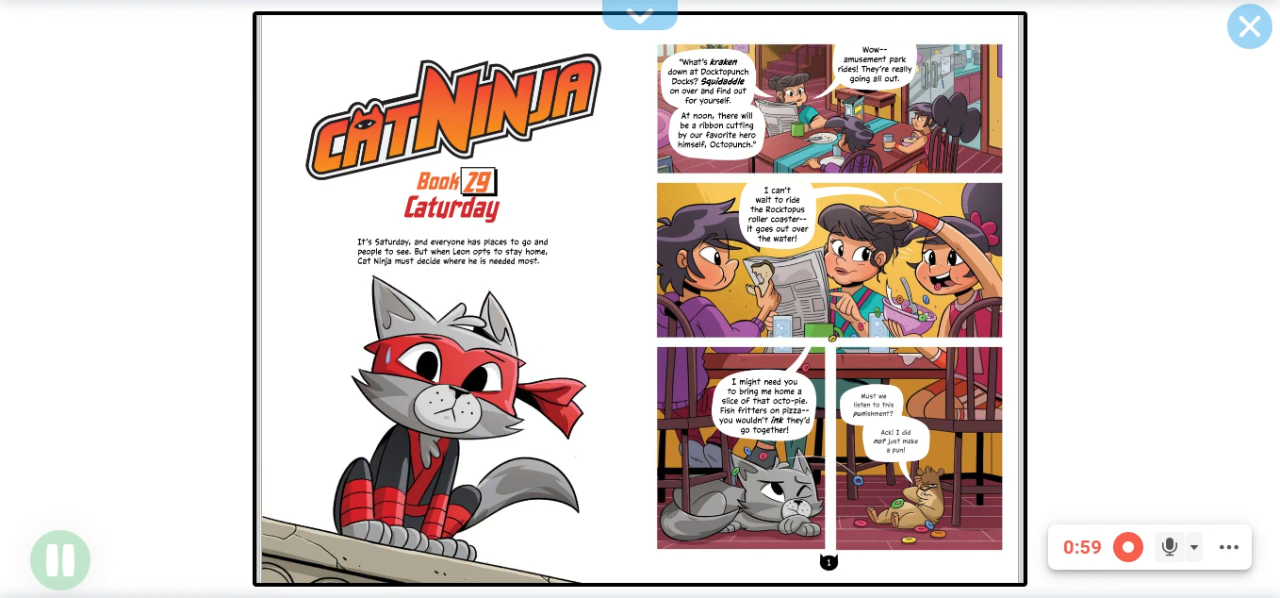 CATNINJA
Book 29
Caturday
It's Saturday, and everyone has places to go and
people to see. But when Leon opts to stay home,
Cat Ninja must decide where he is needed most.
"What's kraken
down at Docktopunch
Docks? Squidaddle
on over and find out
for yourself.
At noon, there will
be a ribbon cutting
by our favorite hero
himself, Octopunch."
Wow--
amusement park
rides! They're really
going all out.
I can't
wait to ride
the Rocktopus
roller coaster--
it goes out over
the water!
I might need you
to bring me home a
slice of that octo-pie.
Fish fritters on pizza--
you wouldn't ink they'd
go together!
Must we
listen to this
punishment?
Ack! I did
not just make
a pun!
1
0:59